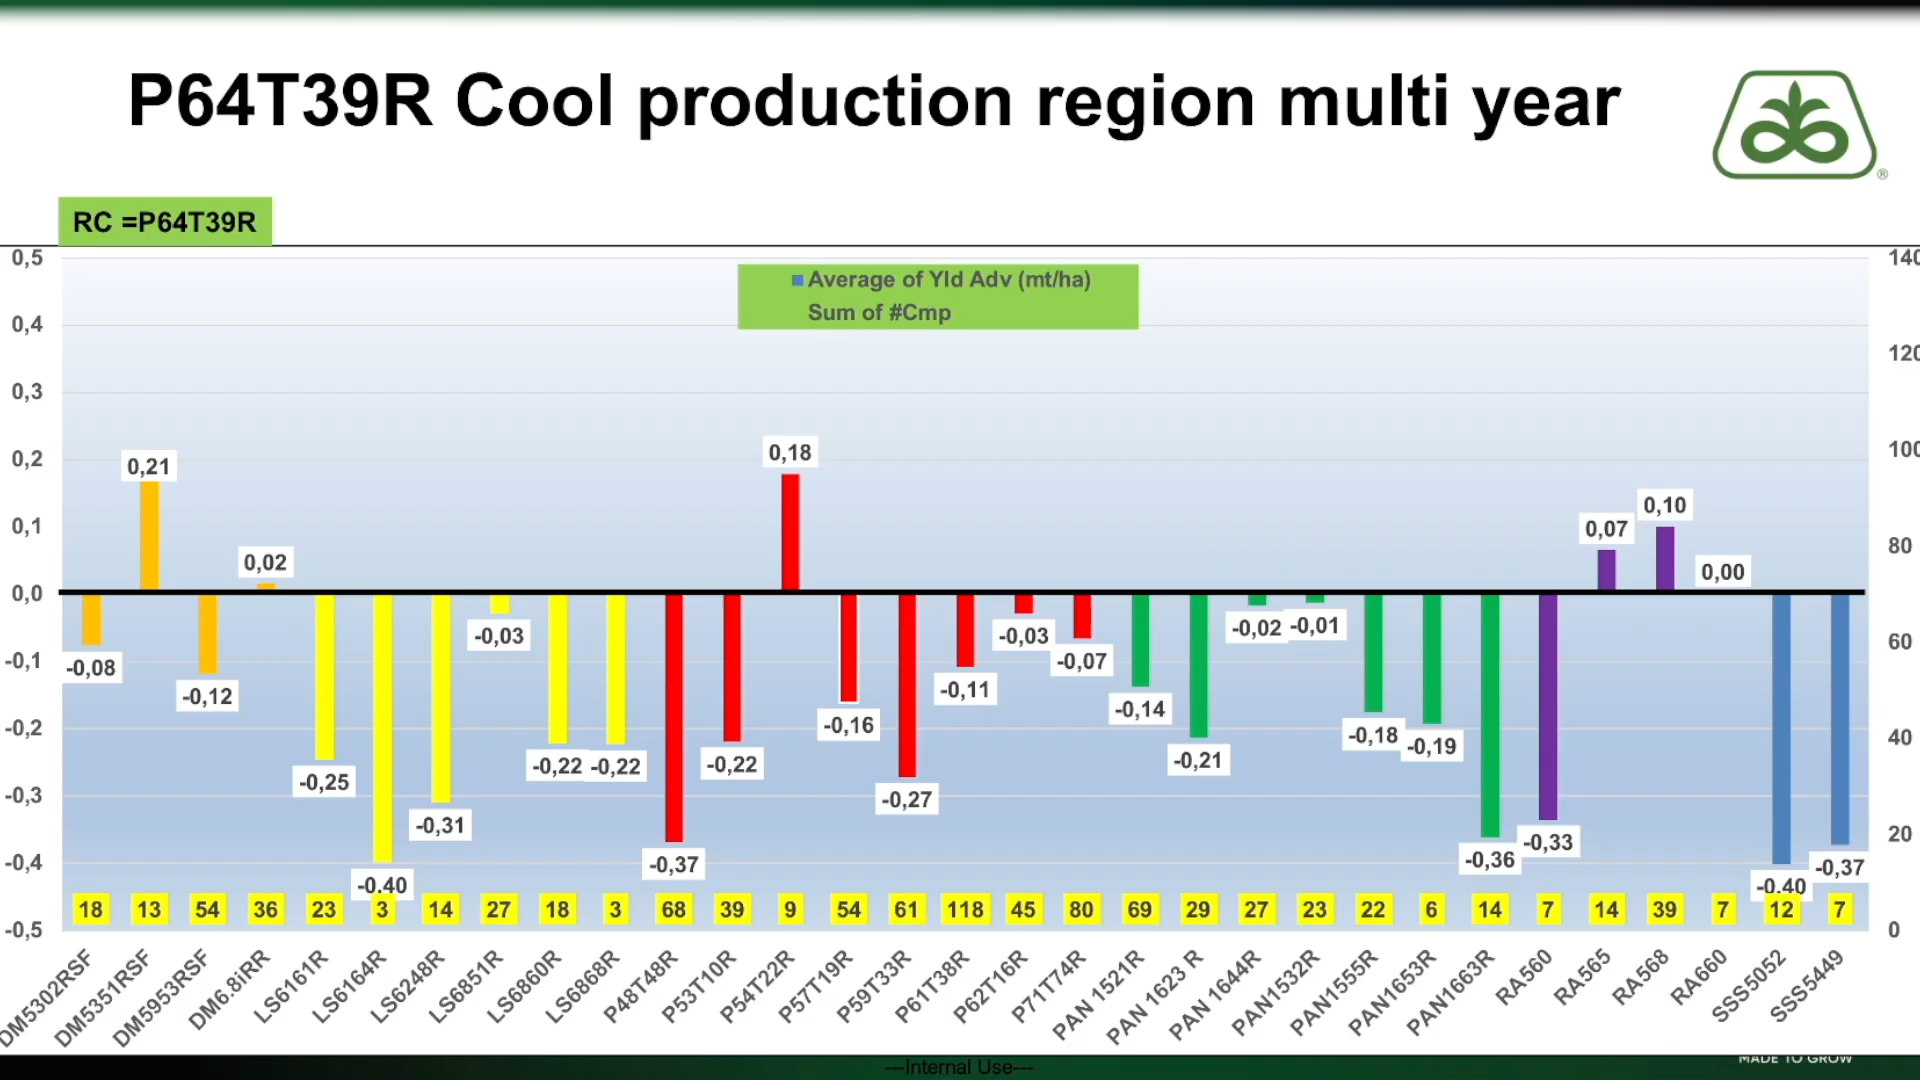 P64T39R Cool production region multi year
®
RC =P64T39R
0,5
0,4
0,3
0,2
0,1
0,0
-0,1
-0,2
-0,3
-0,4
-0,5
Average of Yld Adv (mt/ha)
Sum of #Cmp
140
120
100
80
60
40
20
0
-0,08
0,21
-0,12
0,02
-0,25
-0,40
-0,31
-0,03
-0,22
-0,22
-0,37
-0,22
0,18
-0,16
-0,27
-0,11
-0,03
-0,07
-0,14
-0,21
-0,02
-0,01
-0,18
-0,19
-0,36
-0,33
0,07
0,10
0,00
-0,40
-0,37
18 13 54 36 23 3 14 27 18 3 68 39 9 54 61 118 45 80 69 29 27 23 22 6 14 7 14 39 7 12 7
DM5302RSF
DM5351RSF
DM5953RSF
DM6.8iRR
LS6161R
LS6164R
LS6248R
LS6851R
LS6860R
LS6868R
P48T48R
P53T10R
P54T22R
P57T19R
P59T33R
P61T38R
P62T16R
P71T74R
PAN 1521R
PAN 1623 R
PAN 1644R
PAN1532R
PAN1555R
PAN1653R
PAN1663R
RA560
RA565
RA568
RA660
SSS5052
SSS5449
---Internal Use---
MADE TO GROW